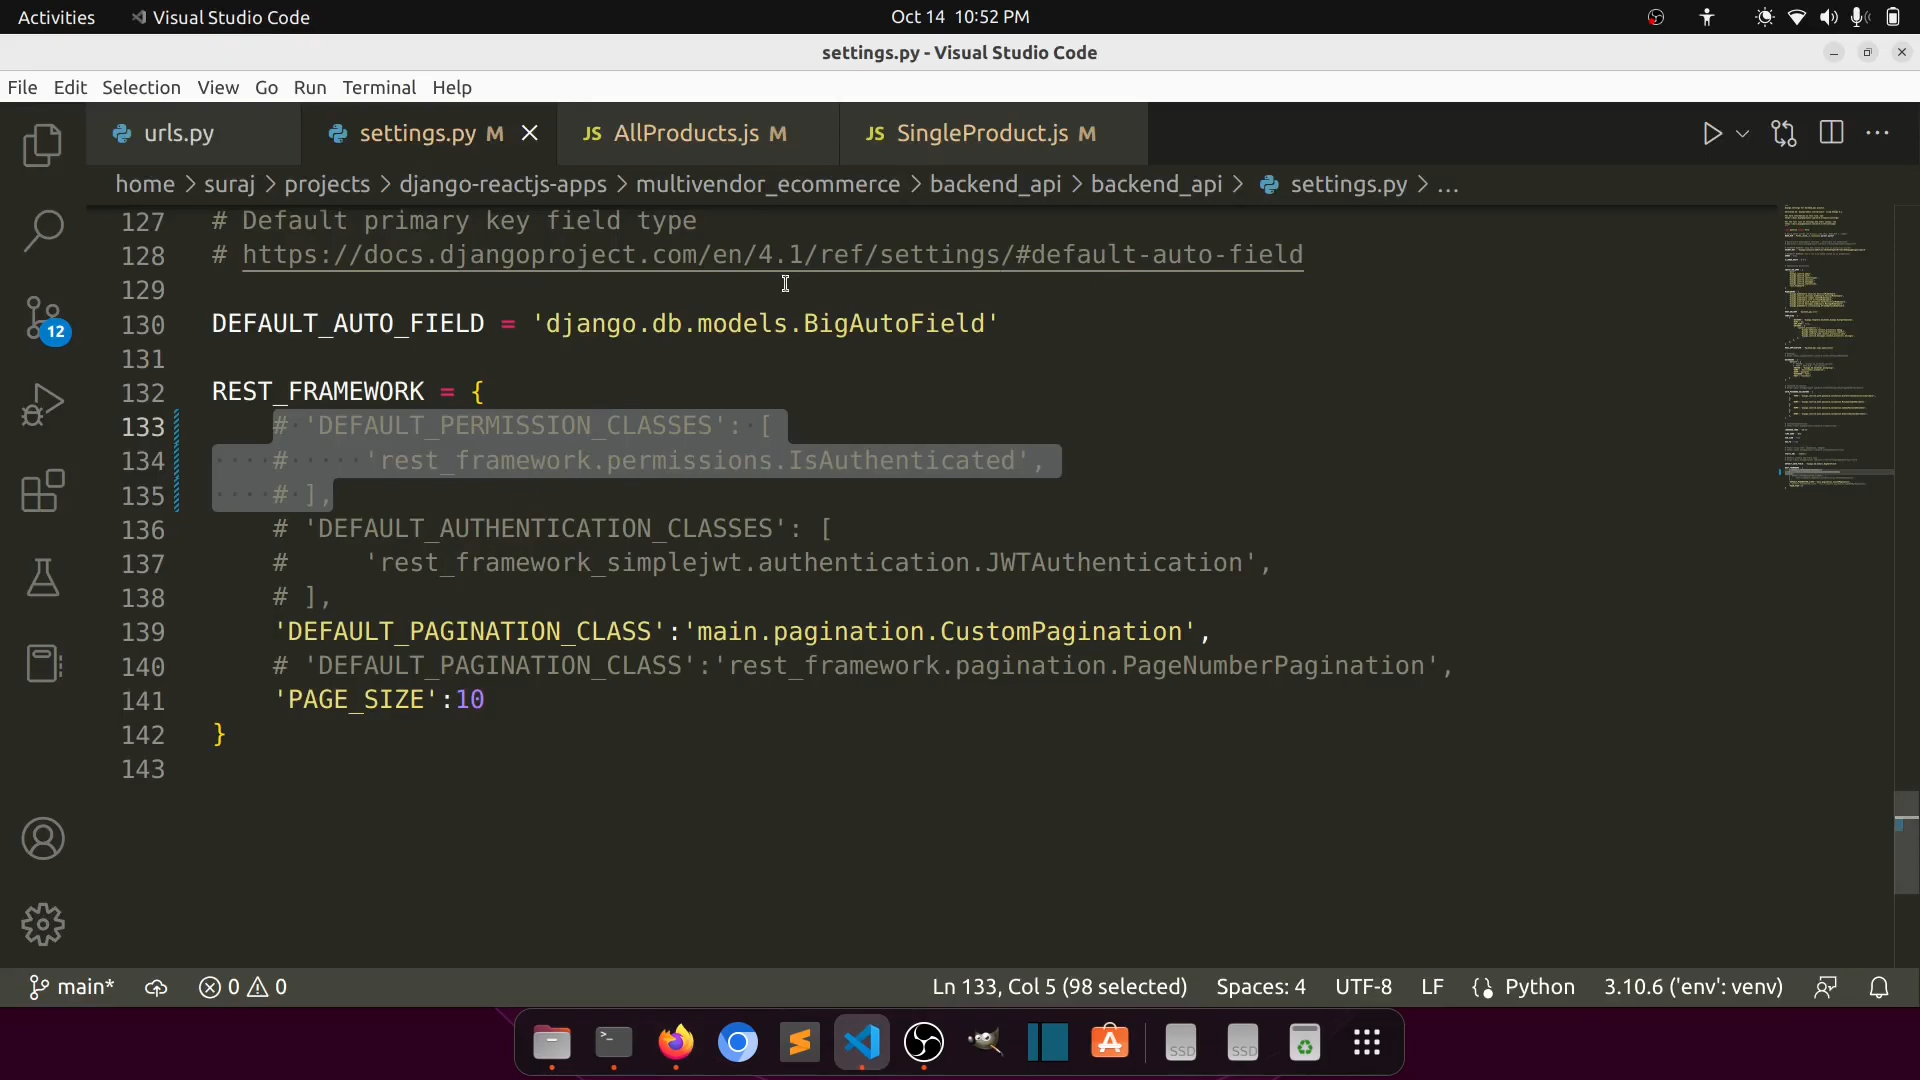 Activities
Visual Studio Code
Oct 14 10:52 PM
settings.py - Visual Studio Code
File Edit Selection View Go Run Terminal Help
urls.py
settings.py M
JS AllProducts.js M
JS SingleProduct.js M
home > suraj > projects > django-reactjs-apps > multivendor_ecommerce > backend_api > backend_api > settings.py > ...
127 # Default primary key field type
128 # https://docs.djangoproject.com/en/4.1/ref/settings/#default-auto-field
129
130 DEFAULT_AUTO_FIELD = 'django.db.models.BigAutoField'
131
132 REST_FRAMEWORK = {
133 # 'DEFAULT_PERMISSION_CLASSES': [
134 # 'rest_framework.permissions.IsAuthenticated',
135 # ],
136 # 'DEFAULT_AUTHENTICATION_CLASSES': [
137 # 'rest_framework_simplejwt.authentication.JWTAuthentication',
138 # ],
139 'DEFAULT_PAGINATION_CLASS':'main.pagination.CustomPagination',
140 # 'DEFAULT_PAGINATION_CLASS':'rest_framework.pagination.PageNumberPagination',
141 'PAGE_SIZE':10
142 }
143
12
main*
0 0
Ln 133, Col 5 (98 selected)
Spaces: 4
UTF-8
LF
Python
3.10.6 ('env': venv)
SSD
SSD